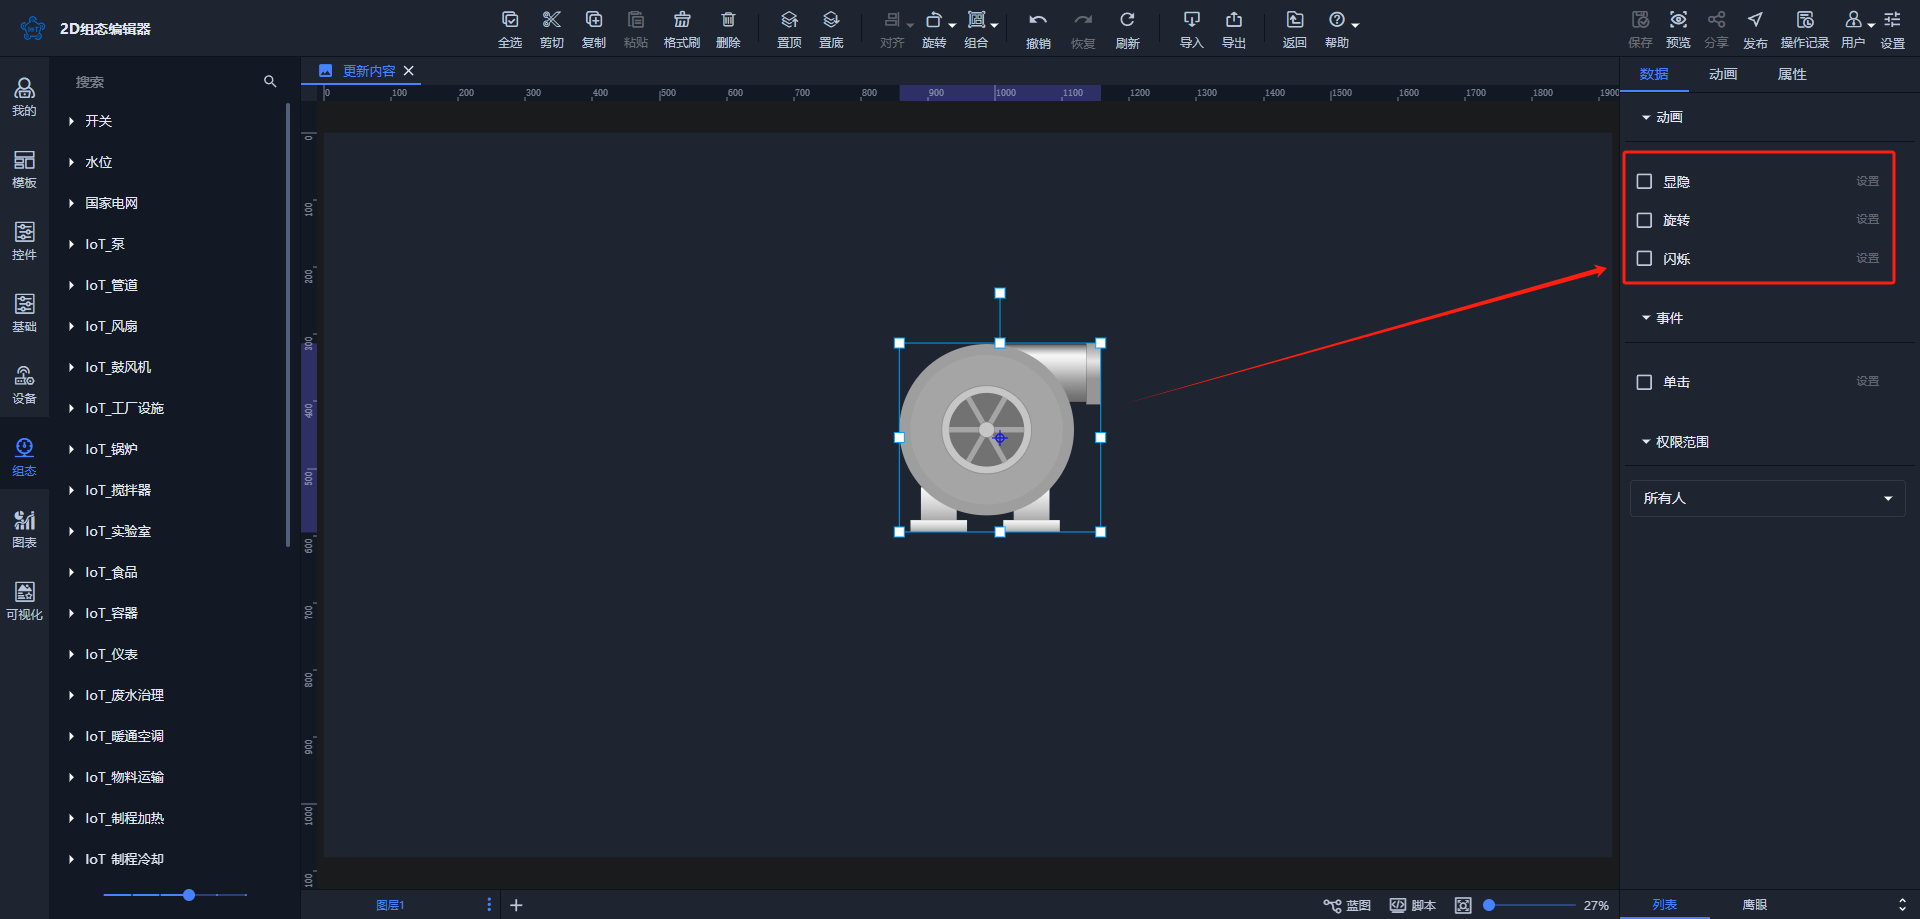 2D组态编辑器
全选 剪切 复制 粘贴 格式刷 删除 置顶 置底 对齐 旋转 组合 撤销 恢复 刷新 导入 导出 返回 帮助 保存 预览 分享 发布 操作记录 用户 设置
我的
模板
控件
基础
设备
组态
图表
可视化
搜索
开关
水位
国家电网
IoT_泵
IoT_管道
IoT_风扇
IoT_鼓风机
IoT_工厂设施
IoT_锅炉
IoT_搅拌器
IoT_实验室
IoT_食品
IoT_容器
IoT_仪表
IoT_废水治理
IoT_暖通空调
IoT_物料运输
IoT_制程加热
IoT_制程冷却
更新内容
0 100 200 300 400 500 600 700 800 900 1000 1100 1200 1300 1400 1500 1600 1700 1800 1900
0
100
200
300
400
500
600
700
800
900
1000
110
图层1
蓝图 脚本 27%
数据 动画 属性
动画
显隐 设置
旋转 设置
闪烁 设置
事件
单击 设置
权限范围
所有人
列表 鹰眼